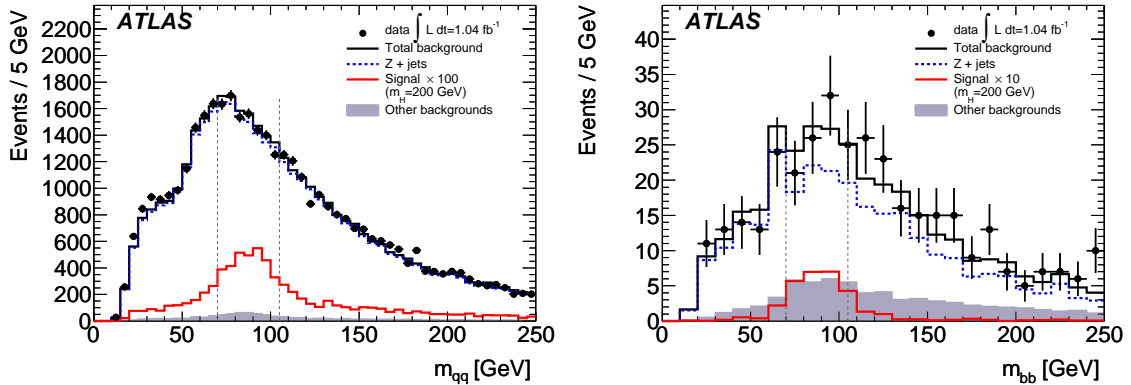 ATLAS
data ∫ L dt=1.04 fb⁻¹
Total background
Z + jets
Signal × 100
(m_H=200 GeV)
Other backgrounds
Events / 5 GeV
2200
2000
1800
1600
1400
1200
1000
800
600
400
200
0
0 50 100 150 200 250
m_qq [GeV]
ATLAS
data ∫ L dt=1.04 fb⁻¹
Total background
Z + jets
Signal × 10
(m_H=200 GeV)
Other backgrounds
Events / 5 GeV
40
35
30
25
20
15
10
5
0
0 50 100 150 200 250
m_bb [GeV]